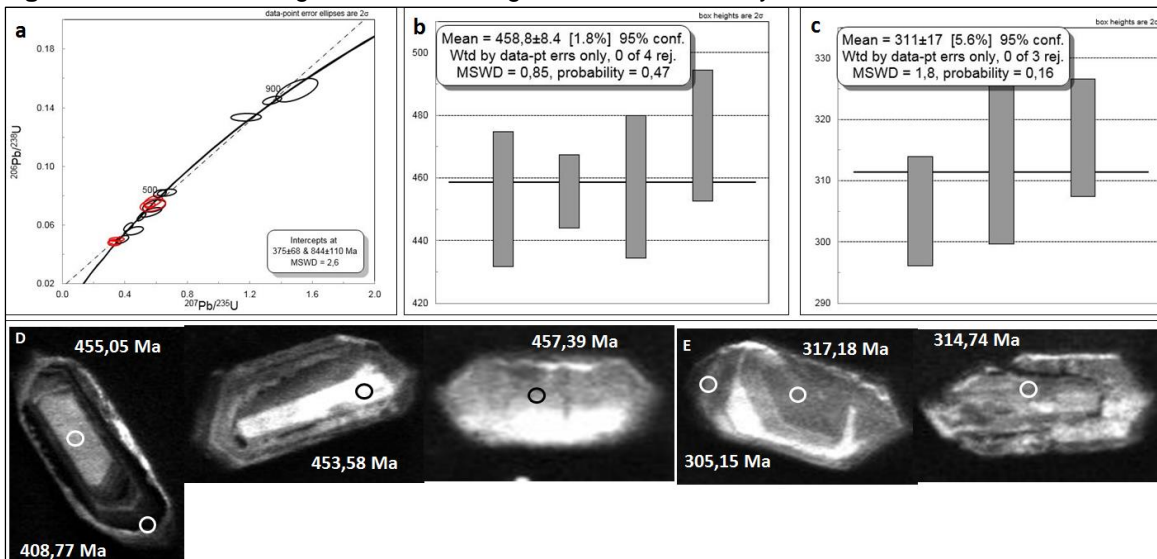 a
data-point error ellipses are 2σ
0.18
0.14
0.10
0.06
0.02
0.0
0.4
0.8
1.2
1.6
2.0
900
500
²⁰⁶Pb/²³⁸U
²⁰⁷Pb/²³⁵U
Intercepts at
375±68 & 844±110 Ma
MSWD = 2,6
b
box heights are 2σ
Mean = 458,8±8.4 [1.8%] 95% conf.
Wtd by data-pt errs only, 0 of 4 rej.
MSWD = 0,85, probability = 0,47
500
480
460
440
420
c
box heights are 2σ
Mean = 311±17 [5.6%] 95% conf.
Wtd by data-pt errs only, 0 of 3 rej.
MSWD = 1,8, probability = 0,16
330
320
310
300
290
D
455,05 Ma
408,77 Ma
453,58 Ma
457,39 Ma
E
317,18 Ma
305,15 Ma
314,74 Ma